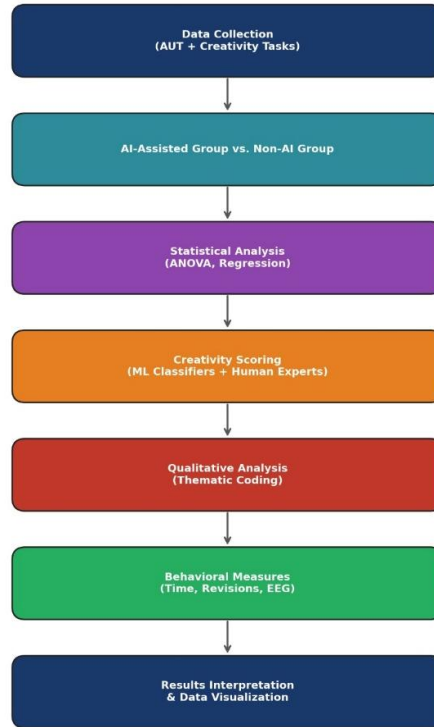 Data Collection
(AUT + Creativity Tasks)
AI-Assisted Group vs. Non-AI Group
Statistical Analysis
(ANOVA, Regression)
Creativity Scoring
(ML Classifiers + Human Experts)
Qualitative Analysis
(Thematic Coding)
Behavioral Measures
(Time, Revisions, EEG)
Results Interpretation
& Data Visualization